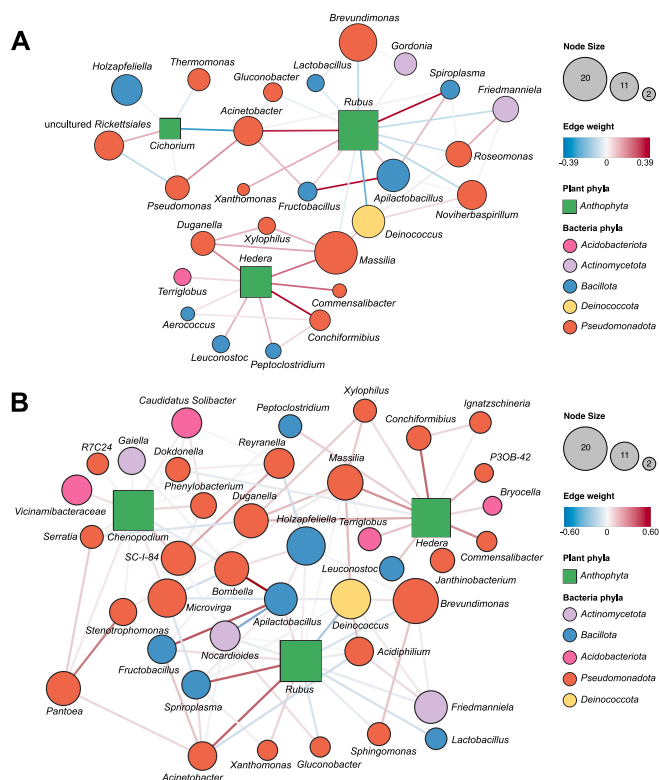 A
Brevundimonas
Gordonia
Holzapfeliella
Thermomonas
Lactobacillus
Gluconobacter
Spiroplasma
Rubus
Friedmanniela
Acinetobacter
uncultured Rickettsiales
Cichorium
Roseomonas
Pseudomonas
Xanthomonas
Fructobacillus
Apilactobacillus
Noviherbaspirillum
Duganella
Xylophilus
Deinococcus
Hedera
Massilia
Terriglobus
Commensalibacter
Aerococcus
Conchiformibius
Leuconostoc
Peptoclostridium
Node Size
20
11
2
Edge weight
-0.39
0
0.39
Plant phyla
Anthophyta
Bacteria phyla
Acidobacteriota
Actinomycetota
Bacillota
Deinococcota
Pseudomonadota
B
Xylophilus
Caudidatus Solibacter
Peptoclostridium
Conchiformibius
Ignatzschineria
R7C24
Gaiella
Dokdonella
Reyranella
Massilia
P3OB-42
Phenylobacterium
Duganella
Bryocella
Vicinamibacteraceae
Chenopodium
Holzapfeliella
Terriglobus
Hedera
Serratia
SC-I-84
Leuconostoc
Commensalibacter
Bombella
Janthinobacterium
Microvirga
Brevundimonas
Stenotrophomonas
Apilactobacillus
Deinococcus
Nocardioides
Acidiphilium
Fructobacillus
Rubus
Pantoea
Spriroplasma
Friedmanniela
Lactobacillus
Acinetobacter
Xanthomonas
Gluconobacter
Sphingomonas
Node Size
20
11
2
Edge weight
-0.60
0
0.60
Plant phyla
Anthophyta
Bacteria phyla
Actinomycetota
Bacillota
Acidobacteriota
Pseudomonadota
Deinococcota